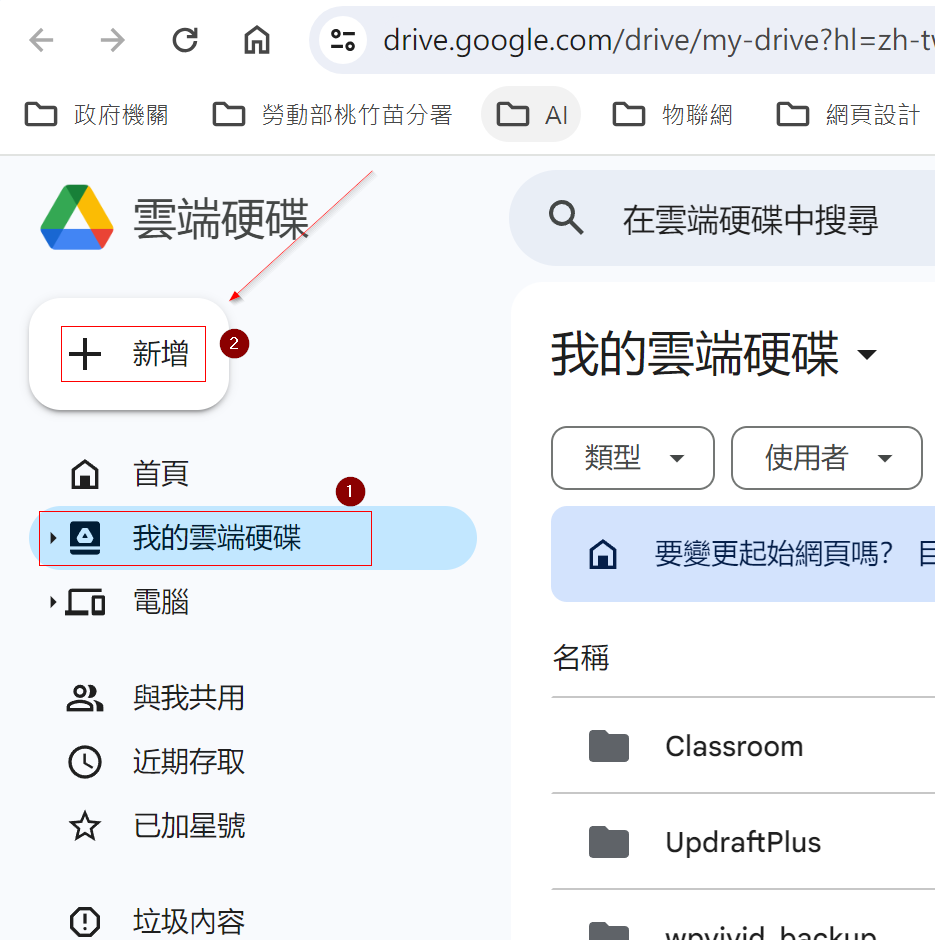 drive.google.com/drive/my-drive?hl=zh-tw
政府機關 勞動部桃竹苗分署 AI 物聯網 網頁設計
雲端硬碟
在雲端硬碟中搜尋
新增
2
我的雲端硬碟
類型
使用者
首頁
1
我的雲端硬碟
要變更起始網頁嗎？ 目
電腦
名稱
與我共用
Classroom
近期存取
已加星號
UpdraftPlus
垃圾內容
wpvivid_backup